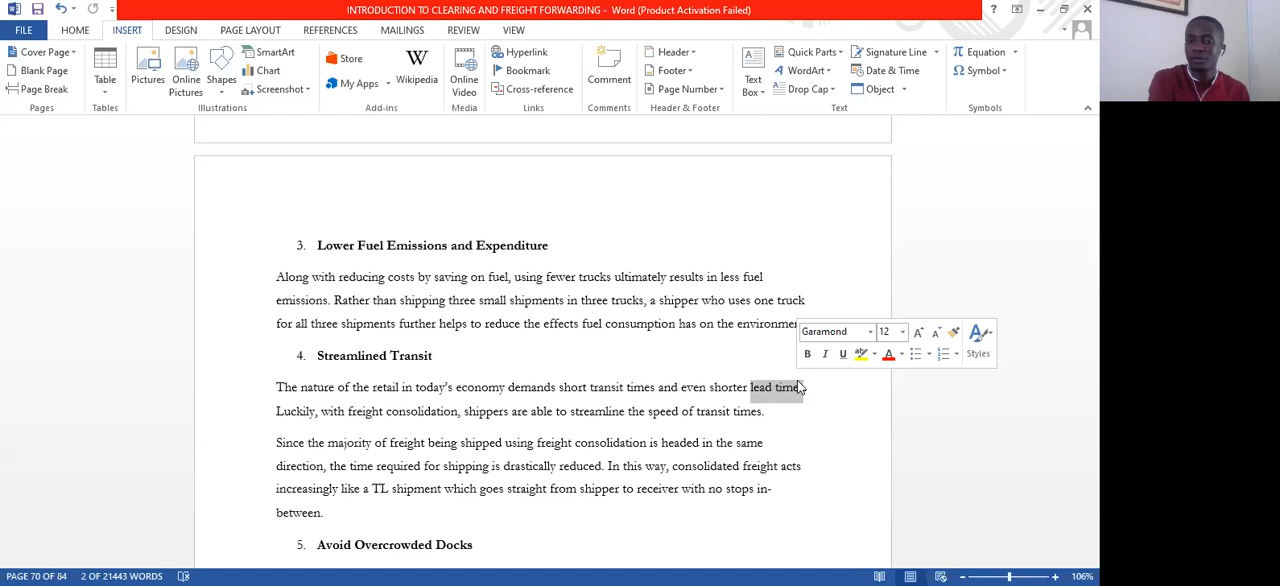 INTRODUCTION TO CLEARING AND FREIGHT FORWARDING - Word (Product Activation Failed)
FILE HOME INSERT DESIGN PAGE LAYOUT REFERENCES MAILINGS REVIEW VIEW
Cover Page
Blank Page
Page Break
Pages
Table
Tables
Pictures
Online Pictures
Shapes
SmartArt
Chart
Screenshot
Illustrations
Store
My Apps
Wikipedia
Add-ins
Online Video
Media
Hyperlink
Bookmark
Cross-reference
Links
Comment
Comments
Header
Footer
Page Number
Header & Footer
Text Box
Quick Parts
WordArt
Drop Cap
Signature Line
Date & Time
Object
Text
Equation
Symbol
Symbols
3. Lower Fuel Emissions and Expenditure
Along with reducing costs by saving on fuel, using fewer trucks ultimately results in less fuel
emissions. Rather than shipping three small shipments in three trucks, a shipper who uses one truck
for all three shipments further helps to reduce the effects fuel consumption has on the environmen
Garamond 12
Styles
4. Streamlined Transit
The nature of the retail in today's economy demands short transit times and even shorter lead time
Luckily, with freight consolidation, shippers are able to streamline the speed of transit times.
Since the majority of freight being shipped using freight consolidation is headed in the same
direction, the time required for shipping is drastically reduced. In this way, consolidated freight acts
increasingly like a TL shipment which goes straight from shipper to receiver with no stops in-
between.
5. Avoid Overcrowded Docks
PAGE 70 OF 84 2 OF 21443 WORDS 106%